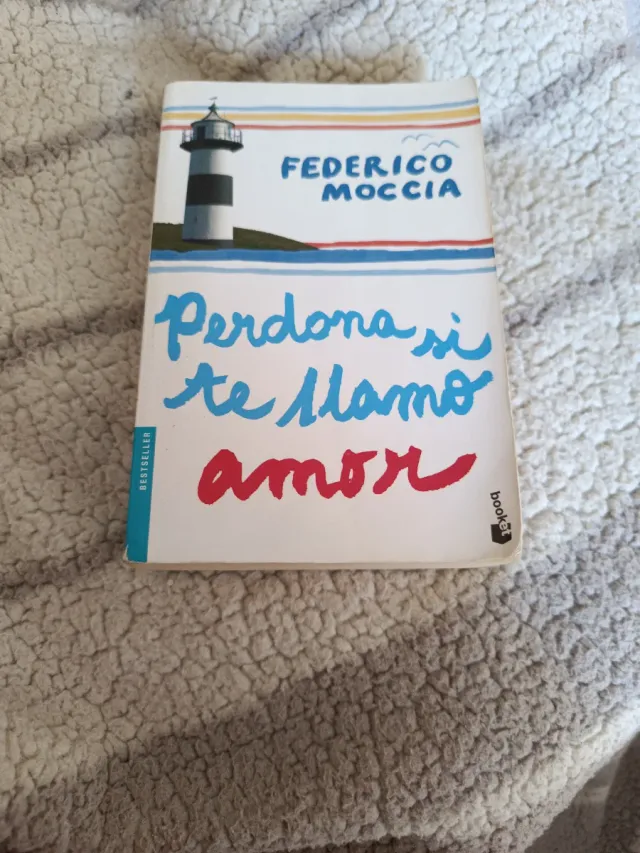 FEDERICO
MOCCIA
Perdona si
te llamo
amor
BESTSELLER
booket